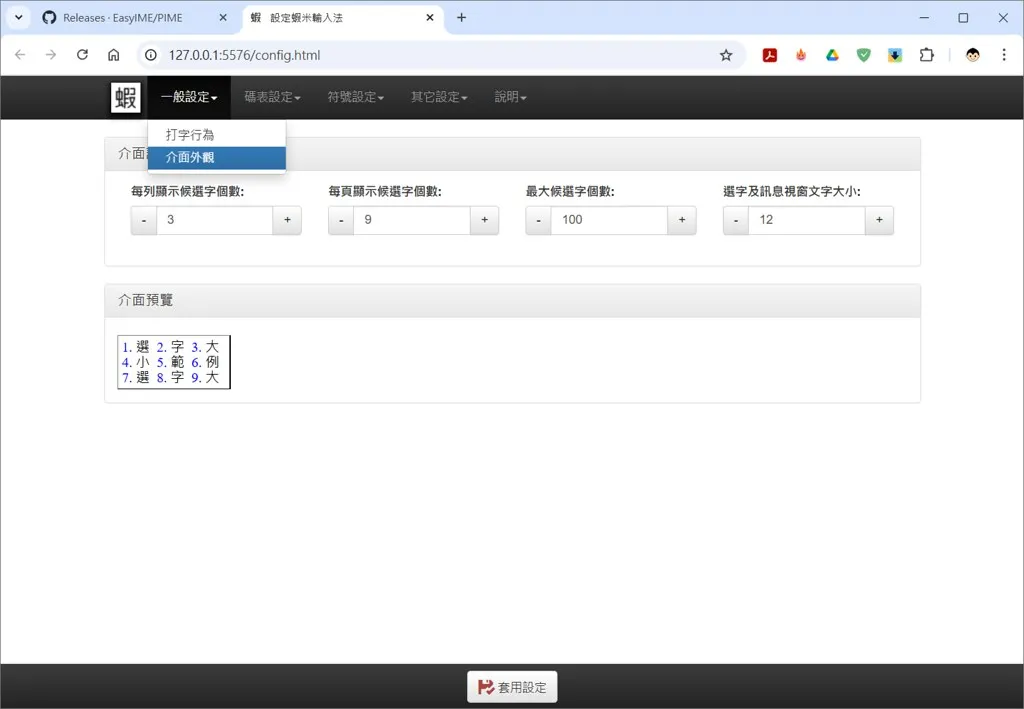 Releases · EasyIME/PIME
蝦 設定蝦米輸入法
127.0.0.1:5576/config.html
蝦 一般設定 碼表設定 符號設定 其它設定 說明
打字行為
介面外觀
介面
每列顯示候選字個數: 每頁顯示候選字個數: 最大候選字個數: 選字及訊息視窗文字大小:
- 3 + - 9 + - 100 + - 12 +
介面預覽
1. 選 2. 字 3. 大
4. 小 5. 範 6. 例
7. 選 8. 字 9. 大
套用設定